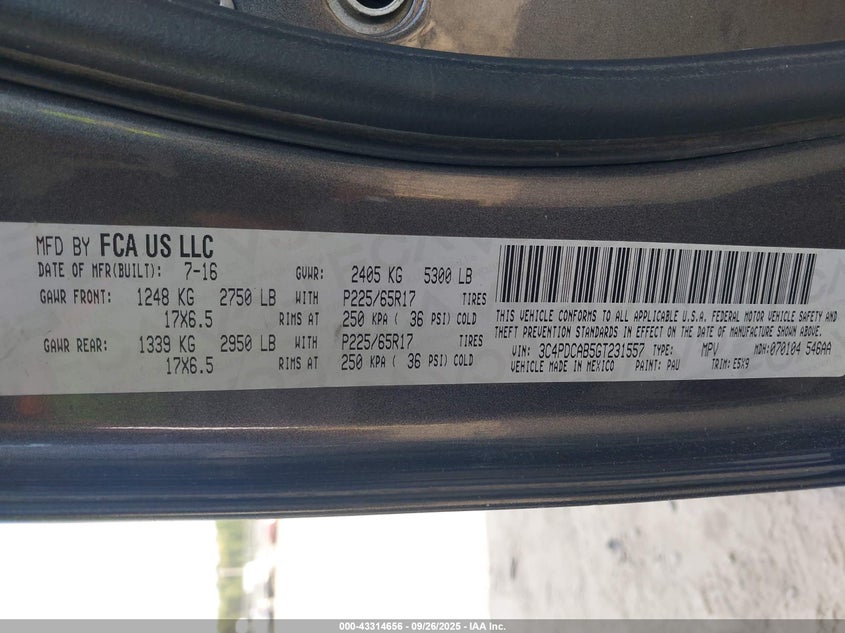 MFD BY FCA US LLC
DATE OF MFR(BUILT): 7-16 GVWR: 2405 KG 5300 LB
GAWR FRONT: 1248 KG 2750 LB WITH P225/65R17 TIRES
17X6.5 RIMS AT 250 KPA ( 36 PSI) COLD
GAWR REAR: 1339 KG 2950 LB WITH P225/65R17 TIRES
17X6.5 RIMS AT 250 KPA ( 36 PSI) COLD
THIS VEHICLE CONFORMS TO ALL APPLICABLE U.S.A. FEDERAL MOTOR VEHICLE SAFETY AND
THEFT PREVENTION STANDARDS IN EFFECT ON THE DATE OF MANUFACTURE SHOWN ABOVE.
VIN: 3C4PDCAB5GT231557 TYPE: MPV MDH: 070104 546AA
VEHICLE MADE IN MEXICO PAINT: PAU TRIM: E5X9
000-43314656 - 09/26/2025 - IAA Inc.